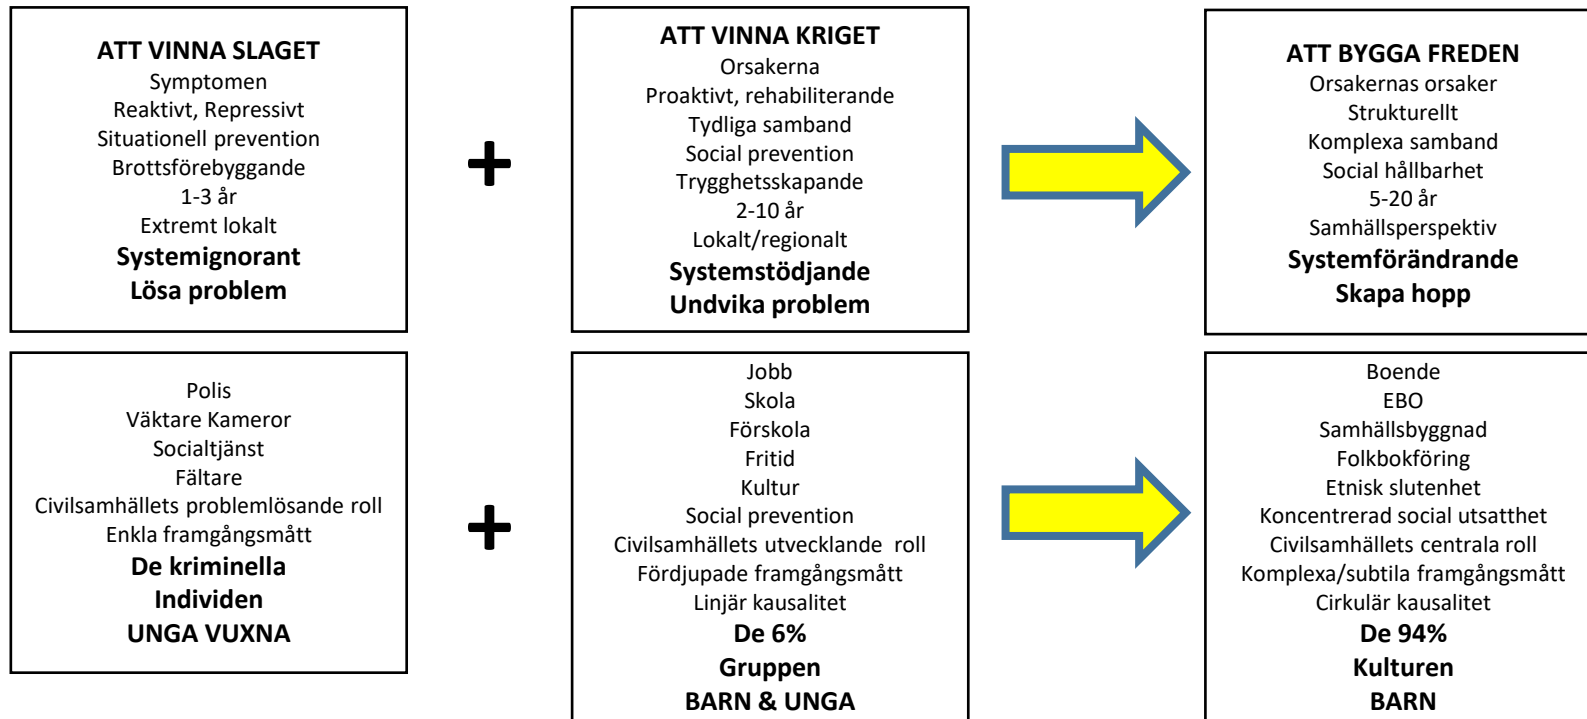 ATT VINNA SLAGET
Symptomen
Reaktivt, Repressivt
Situationell prevention
Brottsförebyggande
1-3 år
Extremt lokalt
Systemignorant
Lösa problem
+
ATT VINNA KRIGET
Orsakerna
Proaktivt, rehabiliterande
Tydliga samband
Social prevention
Trygghetsskapande
2-10 år
Lokalt/regionalt
Systemstödjande
Undvika problem
ATT BYGGA FREDEN
Orsakernas orsaker
Strukturellt
Komplexa samband
Social hållbarhet
5-20 år
Samhällsperspektiv
Systemförändrande
Skapa hopp
Polis
Väktare Kameror
Socialtjänst
Fältare
Civilsamhällets problemlösande roll
Enkla framgångsmått
De kriminella
Individen
UNGA VUXNA
+
Jobb
Skola
Förskola
Fritid
Kultur
Social prevention
Civilsamhällets utvecklande roll
Fördjupade framgångsmått
Linjär kausalitet
De 6%
Gruppen
BARN & UNGA
Boende
EBO
Samhällsbyggnad
Folkbokföring
Etnisk slutenhet
Koncentrerad social utsatthet
Civilsamhällets centrala roll
Komplexa/subtila framgångsmått
Cirkulär kausalitet
De 94%
Kulturen
BARN